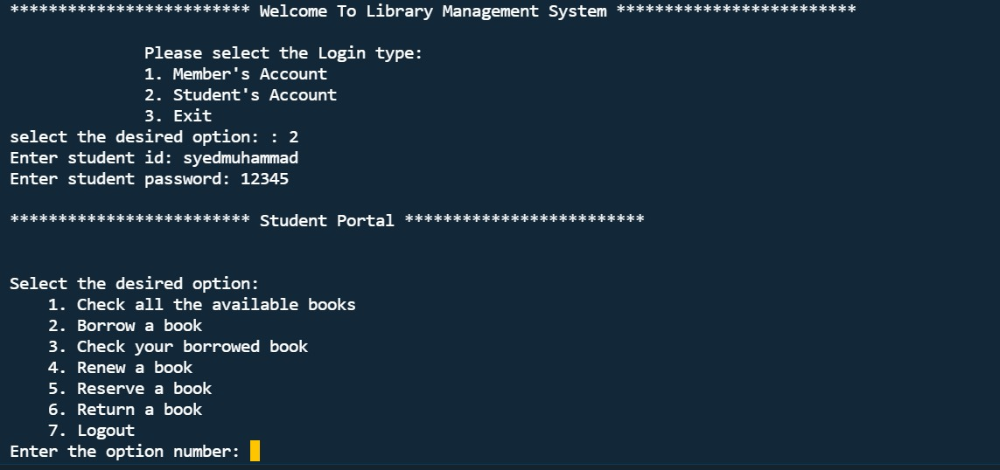 ************************* Welcome To Library Management System *************************
Please select the Login type:
1. Member's Account
2. Student's Account
3. Exit
select the desired option: : 2
Enter student id: syedmuhammad
Enter student password: 12345
************************* Student Portal *************************
Select the desired option:
1. Check all the available books
2. Borrow a book
3. Check your borrowed book
4. Renew a book
5. Reserve a book
6. Return a book
7. Logout
Enter the option number: